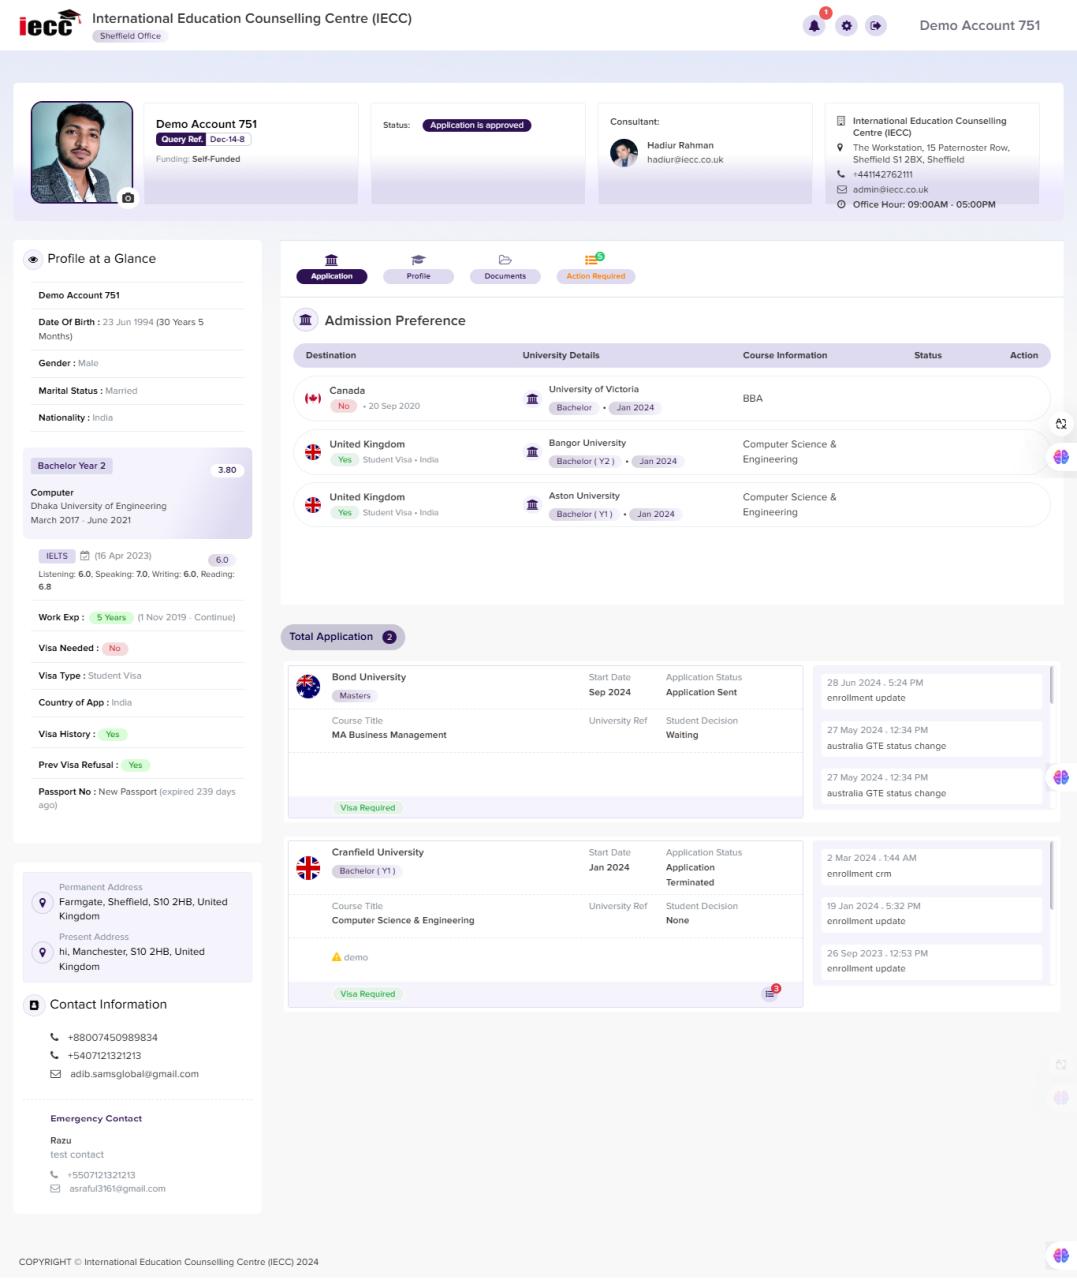 iecc
International Education Counselling Centre (IECC)
Sheffield Office
1
Demo Account 751
Demo Account 751
Query Ref. Dec-14-8
Funding: Self-Funded
Status: Application is approved
Consultant:
Hadiur Rahman
hadiur@iecc.co.uk
International Education Counselling
Centre (IECC)
The Workstation, 15 Paternoster Row,
Sheffield S1 2BX, Sheffield
+441142762111
admin@iecc.co.uk
Office Hour: 09:00AM - 05:00PM
Profile at a Glance
Demo Account 751
Date Of Birth : 23 Jun 1994 (30 Years 5
Months)
Gender : Male
Marital Status : Married
Nationality : India
Bachelor Year 2
3.80
Computer
Dhaka University of Engineering
March 2017 - June 2021
IELTS (16 Apr 2023) 6.0
Listening: 6.0, Speaking: 7.0, Writing: 6.0, Reading:
6.8
Work Exp : 5 Years (1 Nov 2019 - Continue)
Visa Needed : No
Visa Type : Student Visa
Country of App : India
Visa History : Yes
Prev Visa Refusal : Yes
Passport No : New Passport (expired 239 days
ago)
Permanent Address
Farmgate, Sheffield, S10 2HB, United
Kingdom
Present Address
hi, Manchester, S10 2HB, United
Kingdom
Contact Information
+88007450989834
+5407121321213
adib.samsglobal@gmail.com
Emergency Contact
Razu
test contact
+5507121321213
asraful3161@gmail.com
Application Profile Documents Action Required
5
Admission Preference
Destination University Details Course Information Status Action
Canada
No • 20 Sep 2020
University of Victoria
Bachelor • Jan 2024
BBA
United Kingdom
Yes Student Visa • India
Bangor University
Bachelor ( Y2 ) • Jan 2024
Computer Science &
Engineering
United Kingdom
Yes Student Visa • India
Aston University
Bachelor ( Y1 ) • Jan 2024
Computer Science &
Engineering
Total Application 2
Bond University
Masters
Start Date
Sep 2024
Application Status
Application Sent
Course Title
MA Business Management
University Ref
Student Decision
Waiting
Visa Required
28 Jun 2024 . 5:24 PM
enrollment update
27 May 2024 . 12:34 PM
australia GTE status change
27 May 2024 . 12:34 PM
australia GTE status change
Cranfield University
Bachelor ( Y1 )
Start Date
Jan 2024
Application Status
Application
Terminated
Course Title
Computer Science & Engineering
University Ref
Student Decision
None
demo
Visa Required
3
2 Mar 2024 . 1:44 AM
enrollment crm
19 Jan 2024 . 5:32 PM
enrollment update
26 Sep 2023 . 12:53 PM
enrollment update
COPYRIGHT © International Education Counselling Centre (IECC) 2024